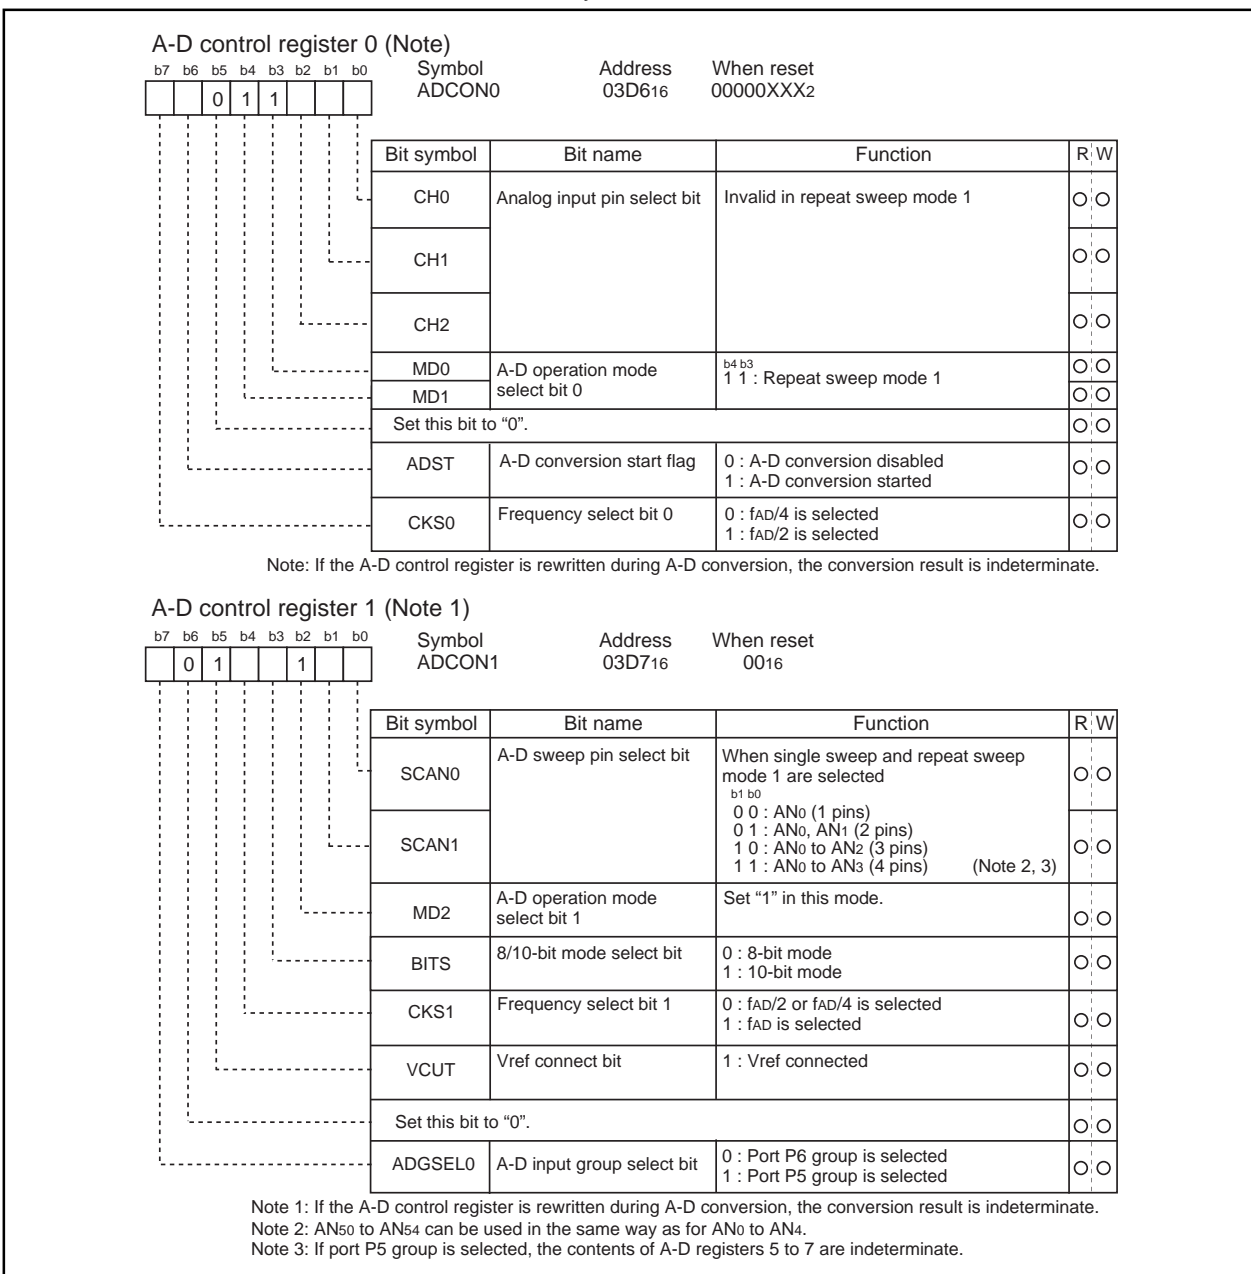 A-D control register 0 (Note)
b7 b6 b5 b4 b3 b2 b1 b0
Symbol Address When reset
ADCON0 03D616 00000XXX2
0 1 1
Bit symbol Bit name Function R W
CH0 Analog input pin select bit Invalid in repeat sweep mode 1
CH1
CH2
MD0 A-D operation mode select bit 0 b4 b3
1 1 : Repeat sweep mode 1
MD1
Set this bit to “0”.
ADST A-D conversion start flag 0 : A-D conversion disabled
1 : A-D conversion started
CKS0 Frequency select bit 0 0 : fAD/4 is selected
1 : fAD/2 is selected
Note: If the A-D control register is rewritten during A-D conversion, the conversion result is indeterminate.
A-D control register 1 (Note 1)
b7 b6 b5 b4 b3 b2 b1 b0
Symbol Address When reset
ADCON1 03D716 0016
0 1 1
Bit symbol Bit name Function R W
SCAN0 A-D sweep pin select bit When single sweep and repeat sweep
mode 1 are selected
b1 b0
0 0 : AN0 (1 pins)
0 1 : AN0, AN1 (2 pins)
SCAN1 1 0 : AN0 to AN2 (3 pins)
1 1 : AN0 to AN3 (4 pins) (Note 2, 3)
MD2 A-D operation mode select bit 1 Set “1” in this mode.
BITS 8/10-bit mode select bit 0 : 8-bit mode
1 : 10-bit mode
CKS1 Frequency select bit 1 0 : fAD/2 or fAD/4 is selected
1 : fAD is selected
VCUT Vref connect bit 1 : Vref connected
Set this bit to “0”.
ADGSEL0 A-D input group select bit 0 : Port P6 group is selected
1 : Port P5 group is selected
Note 1: If the A-D control register is rewritten during A-D conversion, the conversion result is indeterminate.
Note 2: AN50 to AN54 can be used in the same way as for AN0 to AN4.
Note 3: If port P5 group is selected, the contents of A-D registers 5 to 7 are indeterminate.